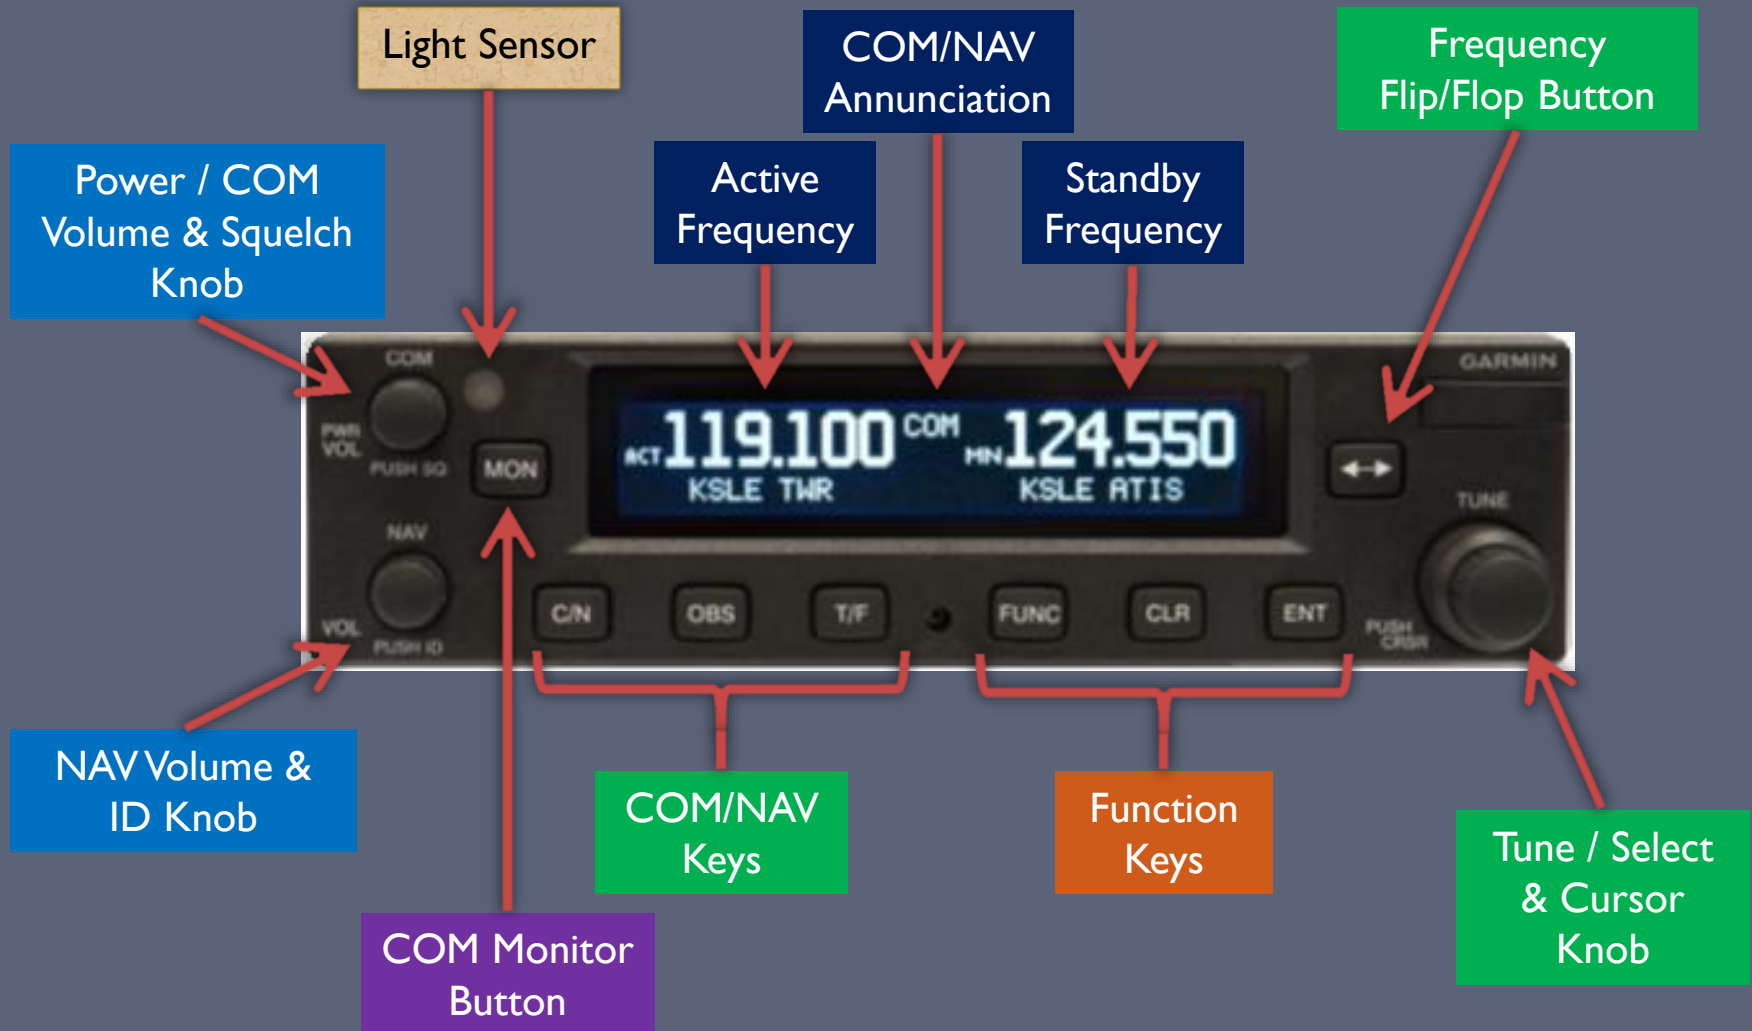 Light Sensor
COM/NAV
Annunciation
Frequency
Flip/Flop Button
Power / COM
Volume & Squelch
Knob
Active
Frequency
Standby
Frequency
COM
GARMIN
PWR
VOL
PUSH SQ
MON
ACT 119.100 COM MN 124.550
KSLE TWR
KSLE ATIS
TUNE
NAV
VOL
PUSH ID
C/N
OBS
T/F
FUNC
CLR
ENT
PUSH
CRSR
NAV Volume &
ID Knob
COM/NAV
Keys
Function
Keys
Tune / Select
& Cursor
Knob
COM Monitor
Button